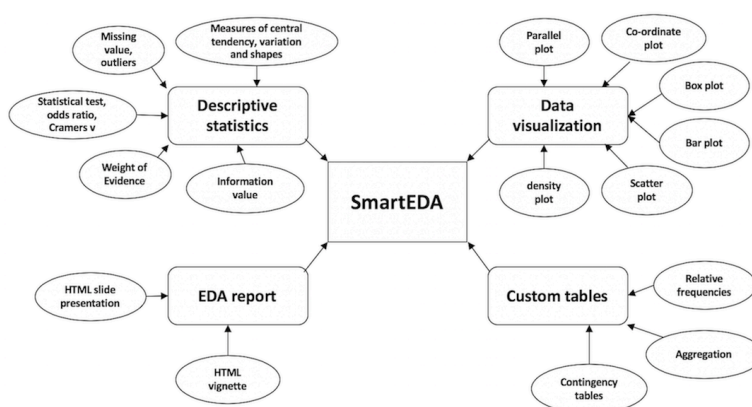 Missing
value,
outliers
Measures of central
tendency, variation
and shapes
Statistical test,
odds ratio,
Cramers v
Descriptive
statistics
Weight of
Evidence
Information
value
Parallel
plot
Co-ordinate
plot
Box plot
Data
visualization
Bar plot
density
plot
Scatter
plot
SmartEDA
HTML slide
presentation
EDA report
HTML
vignette
Custom tables
Relative
frequencies
Aggregation
Contingency
tables